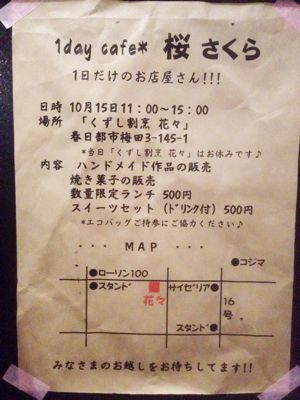 1day cafe* 桜 さくら
1日だけのお店屋さん!!!
日時 10月15日11：00～15：00
場所 「くずし割烹 花々」
春日部市梅田3-145-1
*当日「くずし割烹 花々」はお休みです♪
内容 ハンドメイド作品の販売
焼き菓子の販売
数量限定ランチ 500円
スイーツセット（ﾄﾞﾘﾝｸ付）500円
*エコバッグご持参にご協力ください♪
・・・ MAP ・・・
●コジマ
●ローソン100
●スタンド
サイゼリア●
花々
16号
スタンド●
みなさまのお越しをお待ちしてます!!